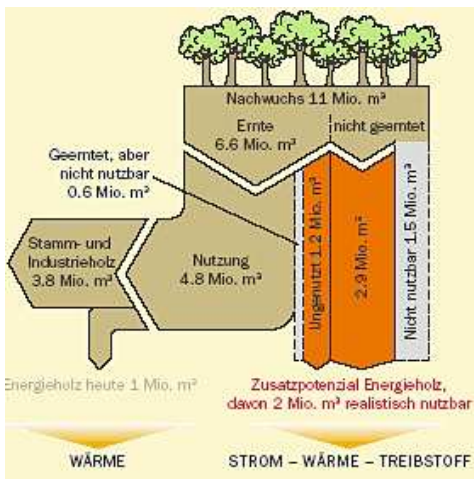 Nachwuchs 11 Mio. m³
Ernte
6.6 Mio. m³
nicht geerntet
Geerntet, aber
nicht nutzbar
0.6 Mio. m³
Stamm- und
Industrieholz
3.8 Mio. m³
Nutzung
4.8 Mio. m³
Ungenutzt 1.2 Mio. m³
2.9 Mio. m³
Nicht nutzbar 1.5 Mio. m³
Energieholz heute 1 Mio. m³
Zusatzpotenzial Energieholz,
davon 2 Mio. m³ realistisch nutzbar
WÄRME
STROM – WÄRME – TREIBSTOFF